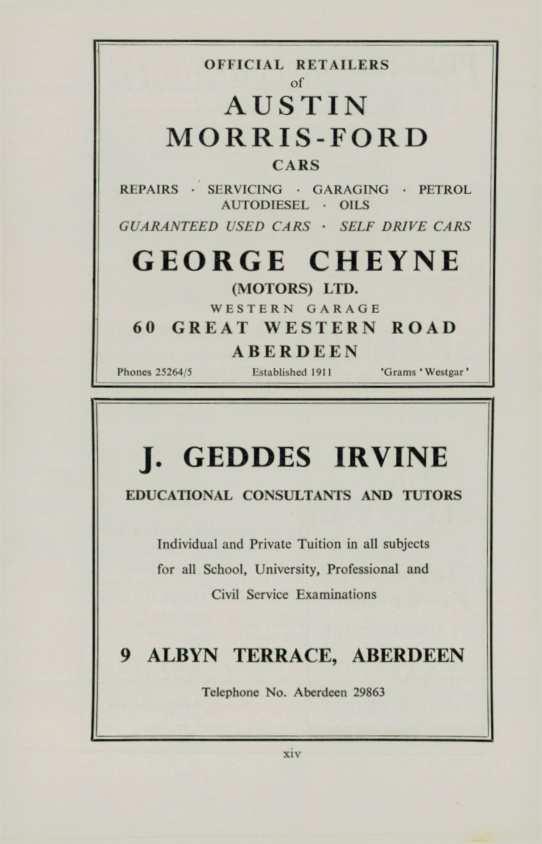 OFFICIAL RETAILERS
of
AUSTIN
MORRIS-FORD
CARS
REPAIRS · SERVICING · GARAGING · PETROL
AUTODIESEL · OILS
GUARANTEED USED CARS · SELF DRIVE CARS
GEORGE CHEYNE
(MOTORS) LTD.
WESTERN GARAGE
60 GREAT WESTERN ROAD
ABERDEEN
Phones 25264/5 Established 1911 'Grams ‘ Westgar ’
J. GEDDES IRVINE
EDUCATIONAL CONSULTANTS AND TUTORS
Individual and Private Tuition in all subjects
for all School, University, Professional and
Civil Service Examinations
9 ALBYN TERRACE, ABERDEEN
Telephone No. Aberdeen 29863
xiv